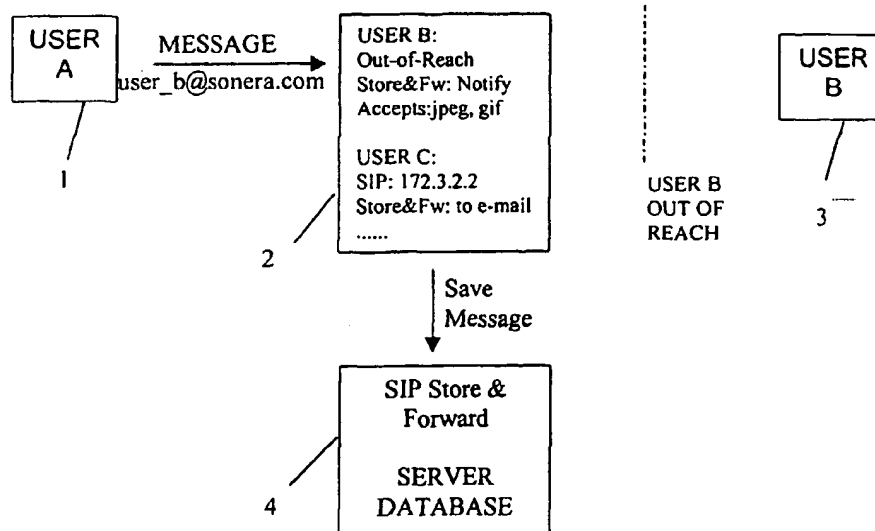 USER
A
MESSAGE
user_b@sonera.com
1
USER B:
Out-of-Reach
Store&Fw: Notify
Accepts:jpeg, gif
USER C:
SIP: 172.3.2.2
Store&Fw: to e-mail
......
2
USER B
OUT OF
REACH
USER
B
3
Save
Message
SIP Store &
Forward
SERVER
DATABASE
4